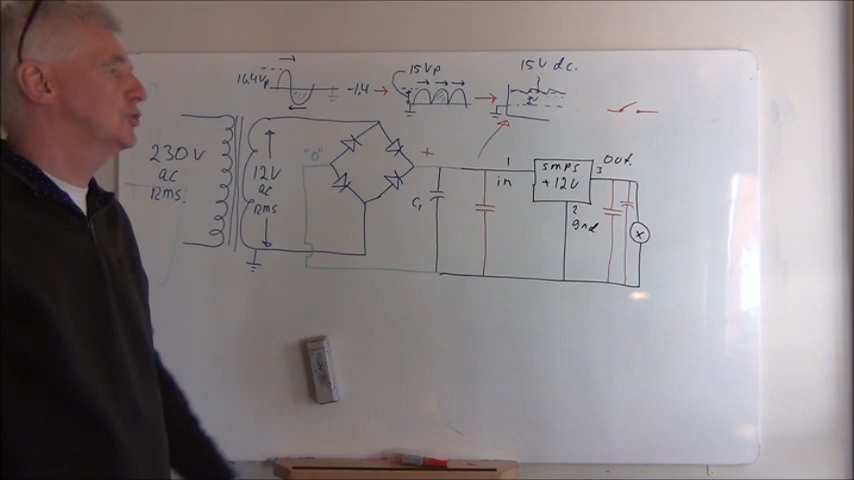 15V dc.
16,4Vp
-1,4
15Vp
230V
ac
rms.
12V
ac
rms
"0"
+
C1
1
in
smps
+12V
3
out.
2
gnd
x